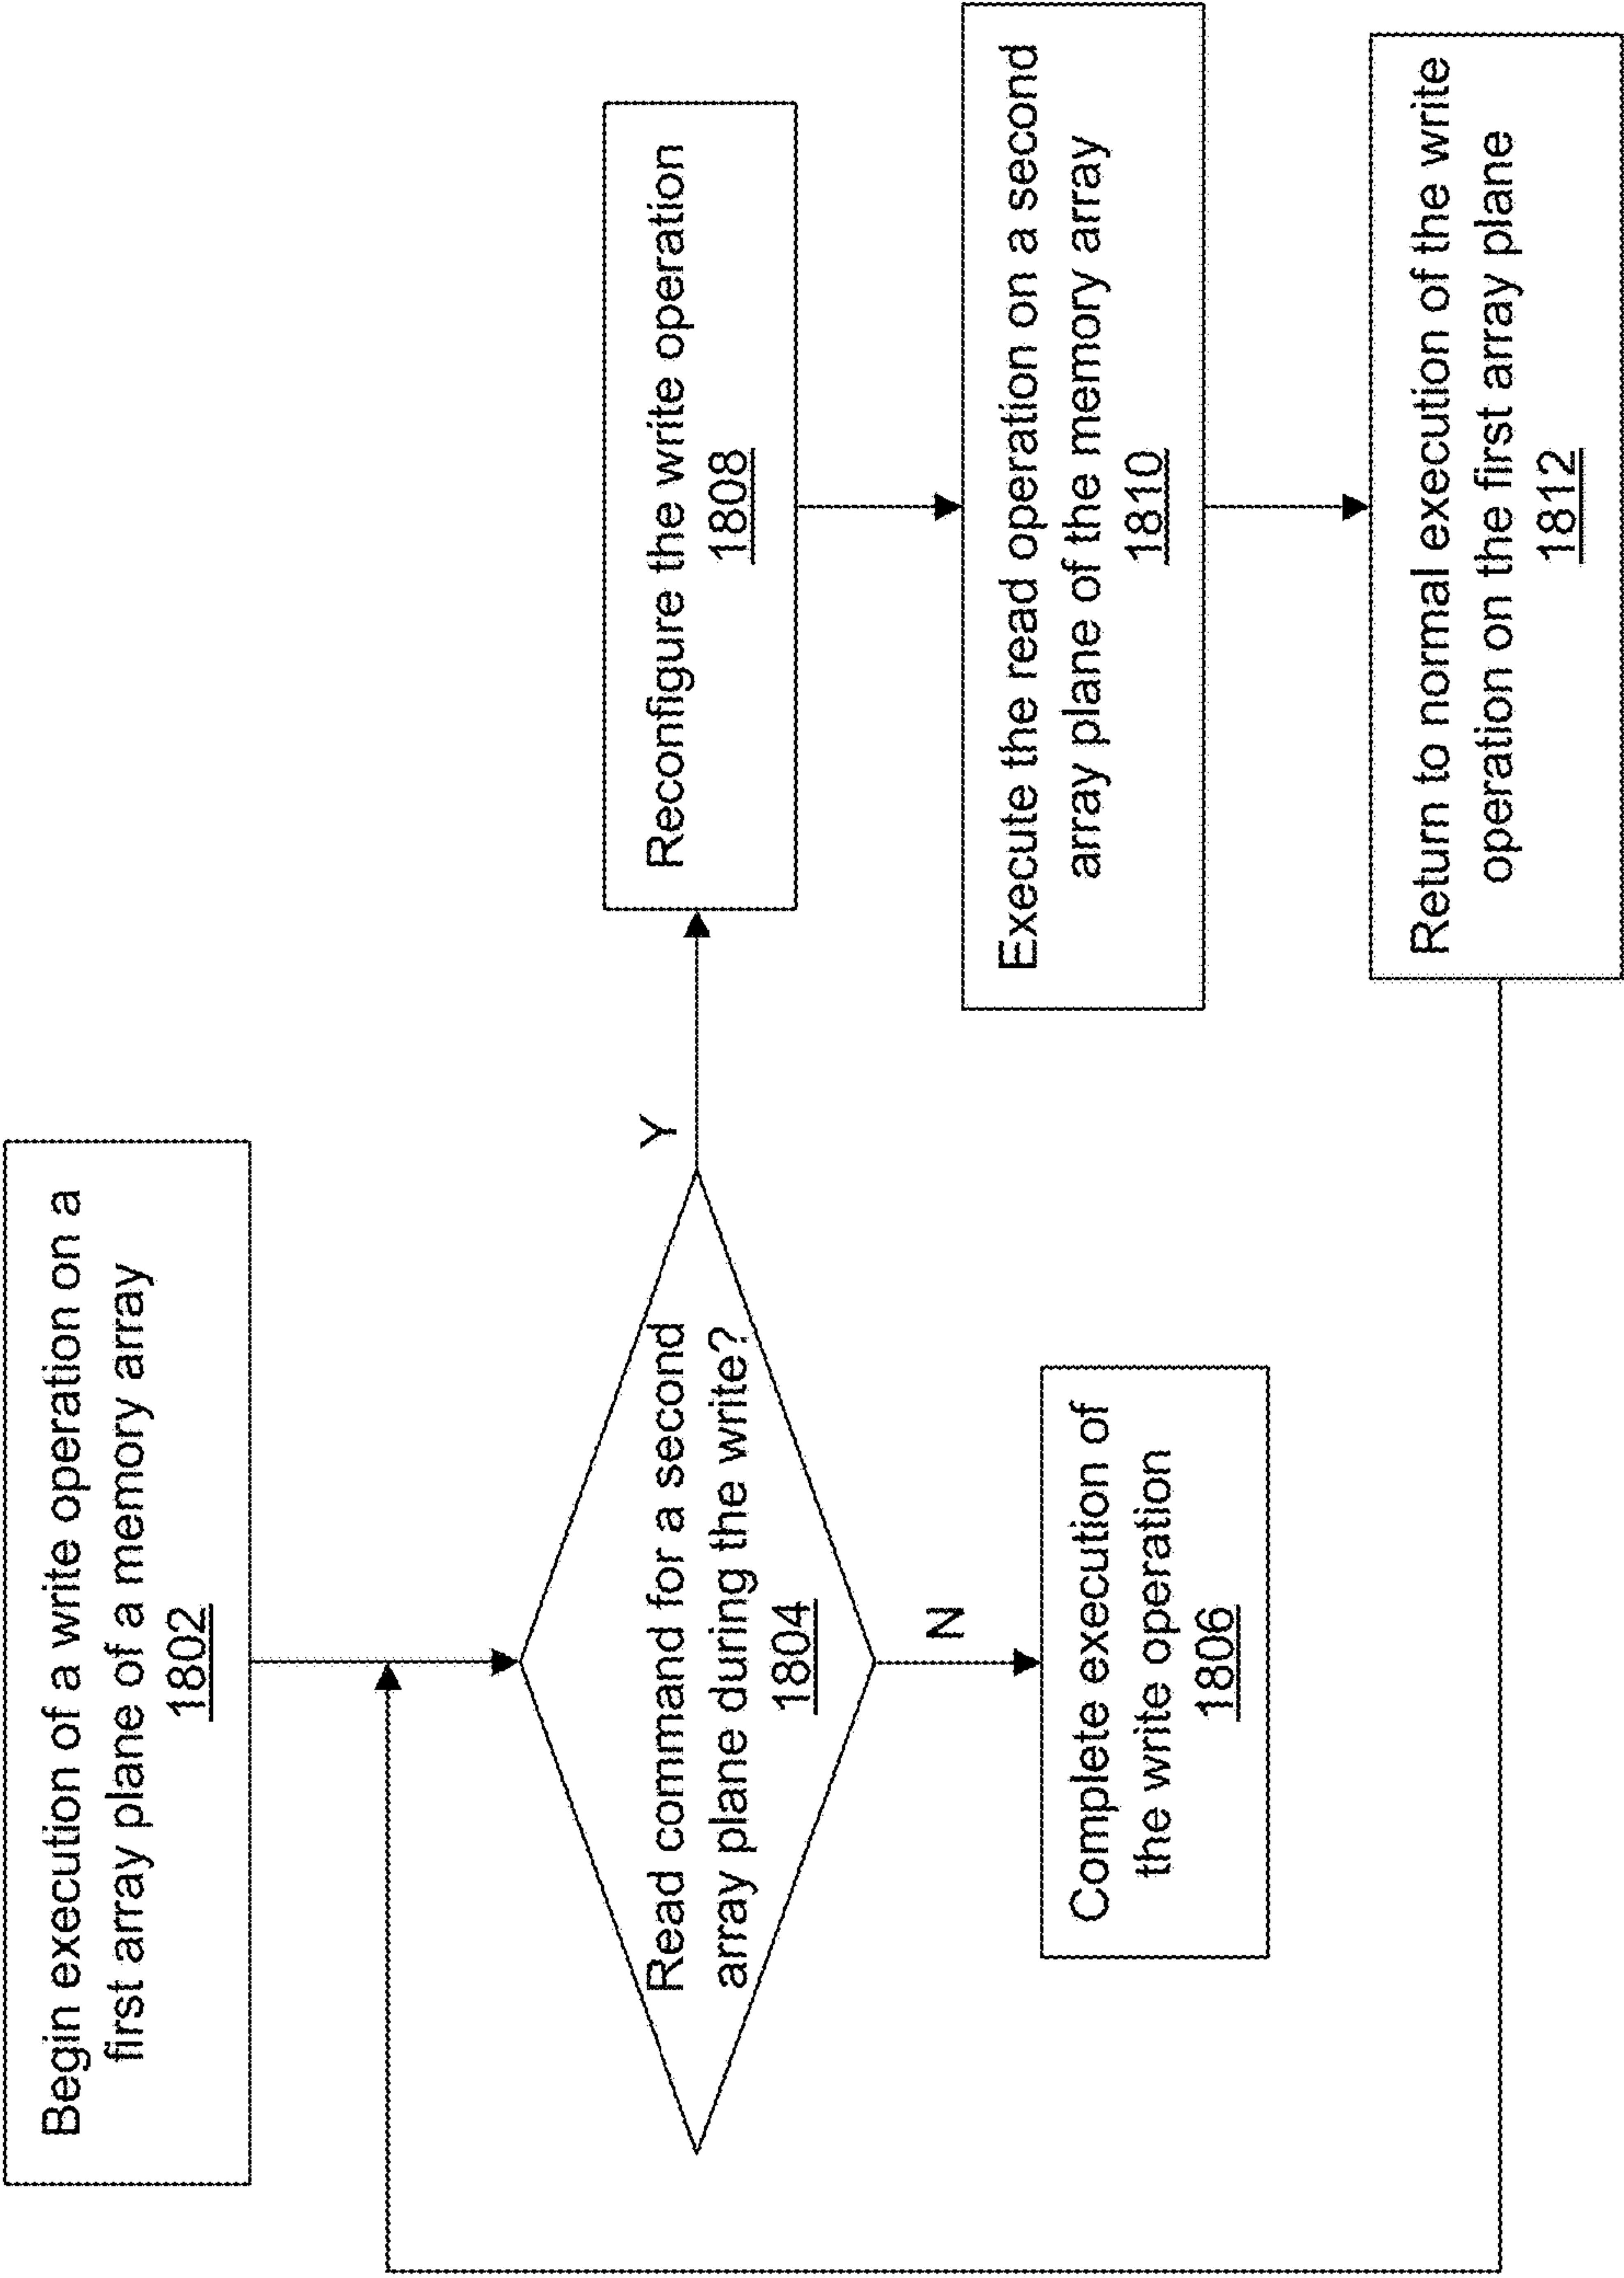 Begin execution of a write operation on a
first array plane of a memory array
1802
Read command for a second
array plane during the write?
1804
Y
N
Complete execution of
the write operation
1806
Reconfigure the write operation
1808
Execute the read operation on a second
array plane of the memory array
1810
Return to normal execution of the write
operation on the first array plane
1812